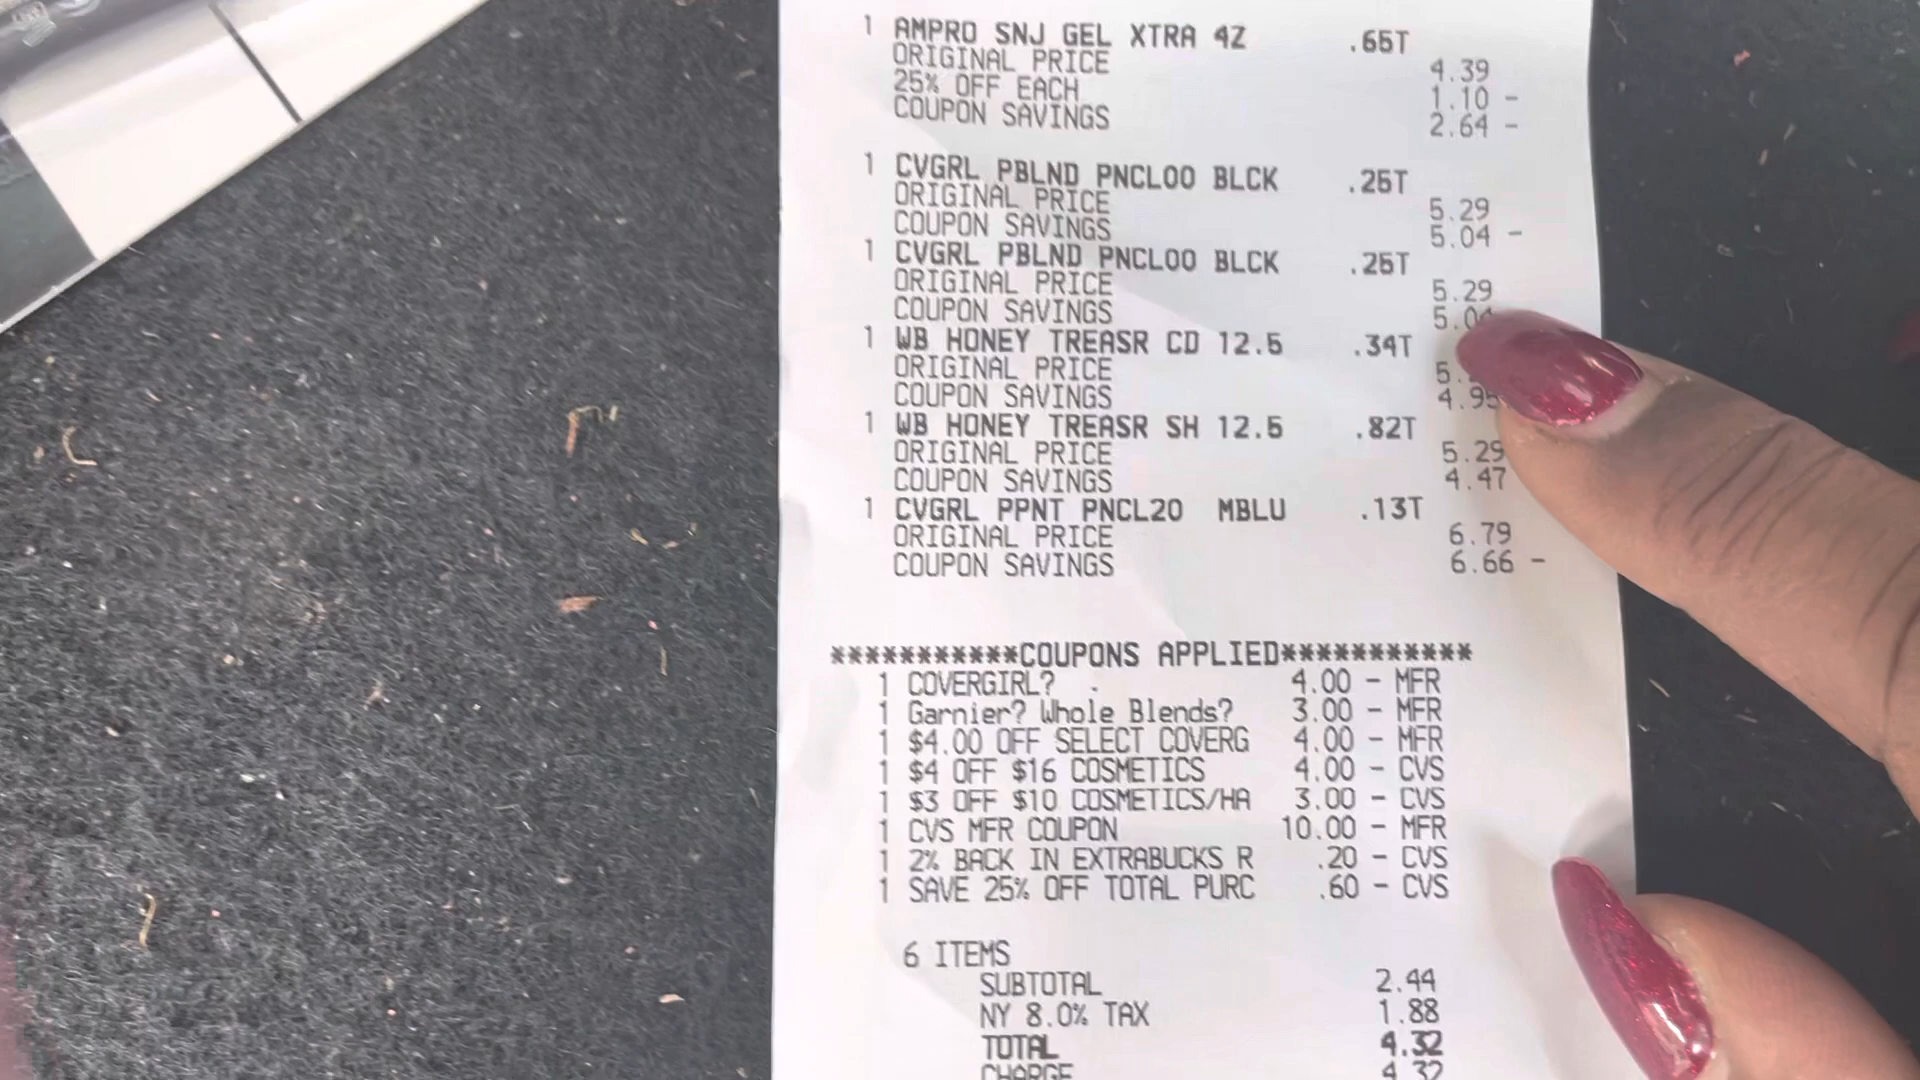 1 AMPRO SNJ GEL XTRA 4Z .65T
ORIGINAL PRICE 4.39
25% OFF EACH 1.10 -
COUPON SAVINGS 2.64 -
1 CVGRL PBLND PNCL00 BLCK .25T
ORIGINAL PRICE 5.29
COUPON SAVINGS 5.04 -
1 CVGRL PBLND PNCL00 BLCK .25T
ORIGINAL PRICE 5.29
COUPON SAVINGS 5.04
1 WB HONEY TREASR CD 12.5 .34T
ORIGINAL PRICE
COUPON SAVINGS 4.95
1 WB HONEY TREASR SH 12.5 .82T
ORIGINAL PRICE 5.29
COUPON SAVINGS 4.47
1 CVGRL PPNT PNCL20 MBLU .13T
ORIGINAL PRICE 6.79
COUPON SAVINGS 6.66 -
***********COUPONS APPLIED***********
1 COVERGIRL? 4.00 - MFR
1 Garnier? Whole Blends? 3.00 - MFR
1 $4.00 OFF SELECT COVERG 4.00 - MFR
1 $4 OFF $16 COSMETICS 4.00 - CVS
1 $3 OFF $10 COSMETICS/HA 3.00 - CVS
1 CVS MFR COUPON 10.00 - MFR
1 2% BACK IN EXTRABUCKS R .20 - CVS
1 SAVE 25% OFF TOTAL PURC .60 - CVS
6 ITEMS
SUBTOTAL 2.44
NY 8.0% TAX 1.88
TOTAL 4.32
CHARGE 4.32